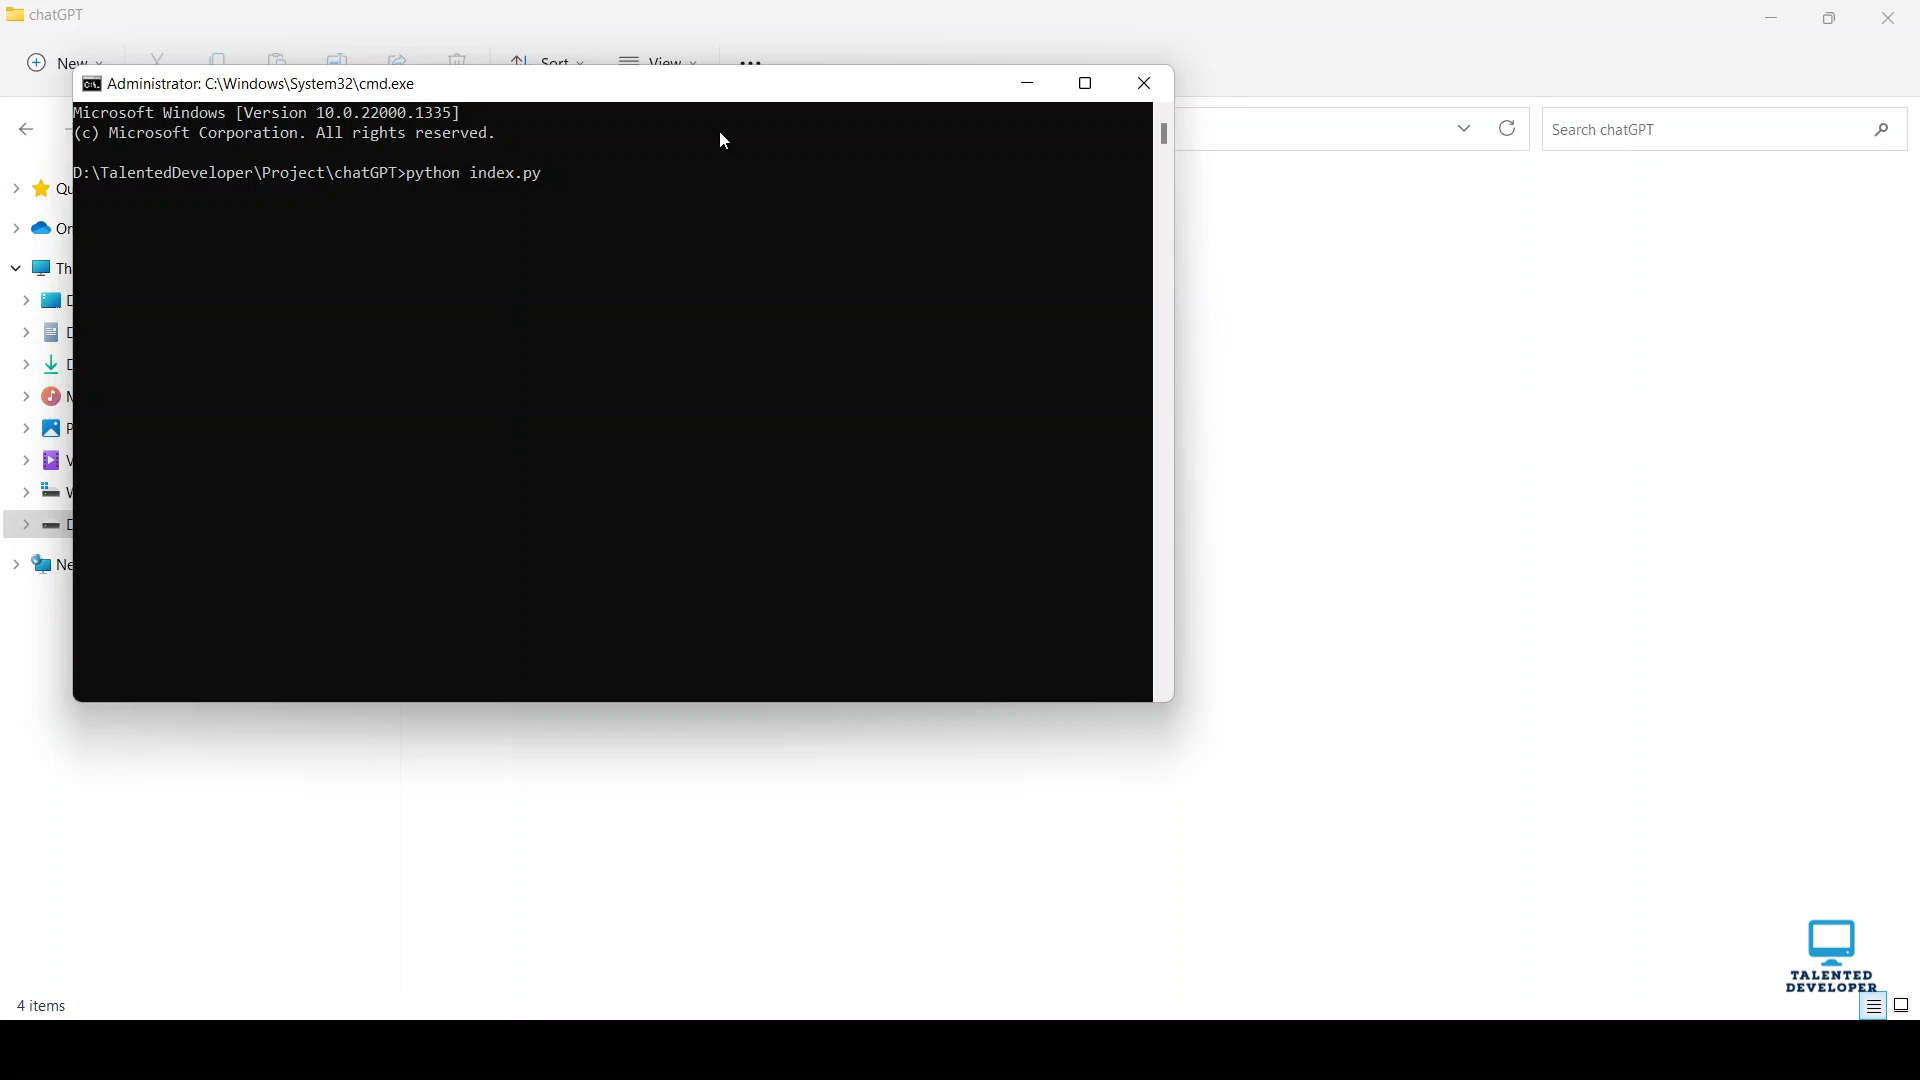 chatGPT
New
Sort
View
Administrator: C:\Windows\System32\cmd.exe
Microsoft Windows [Version 10.0.22000.1335]
(c) Microsoft Corporation. All rights reserved.
D:\TalentedDeveloper\Project\chatGPT>python index.py
Search chatGPT
4 items
TALENTED
DEVELOPER